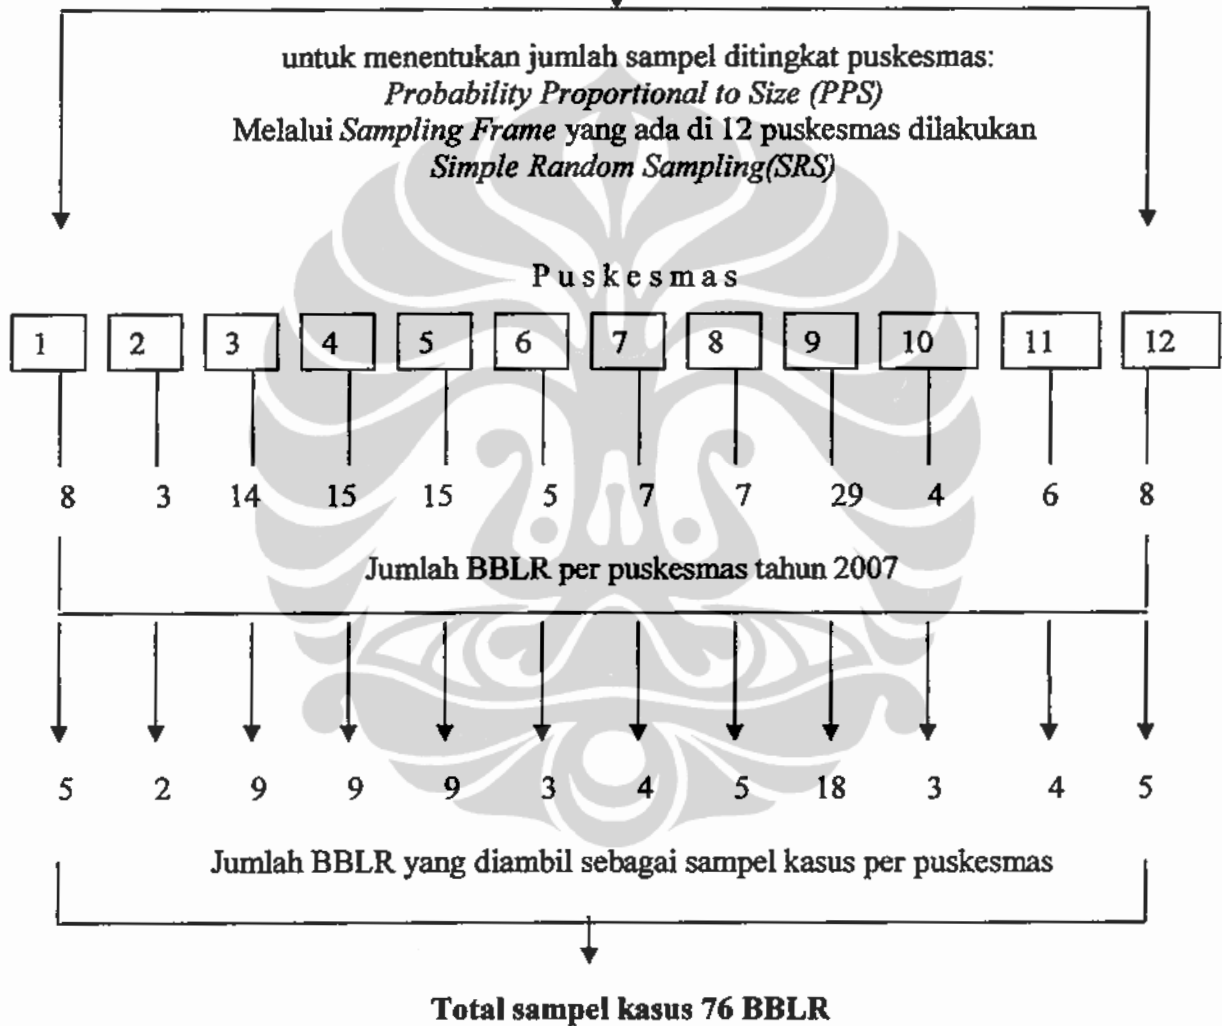 untuk menentukan jumlah sampel ditingkat puskesmas:
Probability Proportional to Size (PPS)
Melalui Sampling Frame yang ada di 12 puskesmas dilakukan
Simple Random Sampling(SRS)
Puskesmas
1 2 3 4 5 6 7 8 9 10 11 12
8 3 14 15 15 5 7 7 29 4 6 8
Jumlah BBLR per puskesmas tahun 2007
5 2 9 9 9 3 4 5 18 3 4 5
Jumlah BBLR yang diambil sebagai sampel kasus per puskesmas
Total sampel kasus 76 BBLR